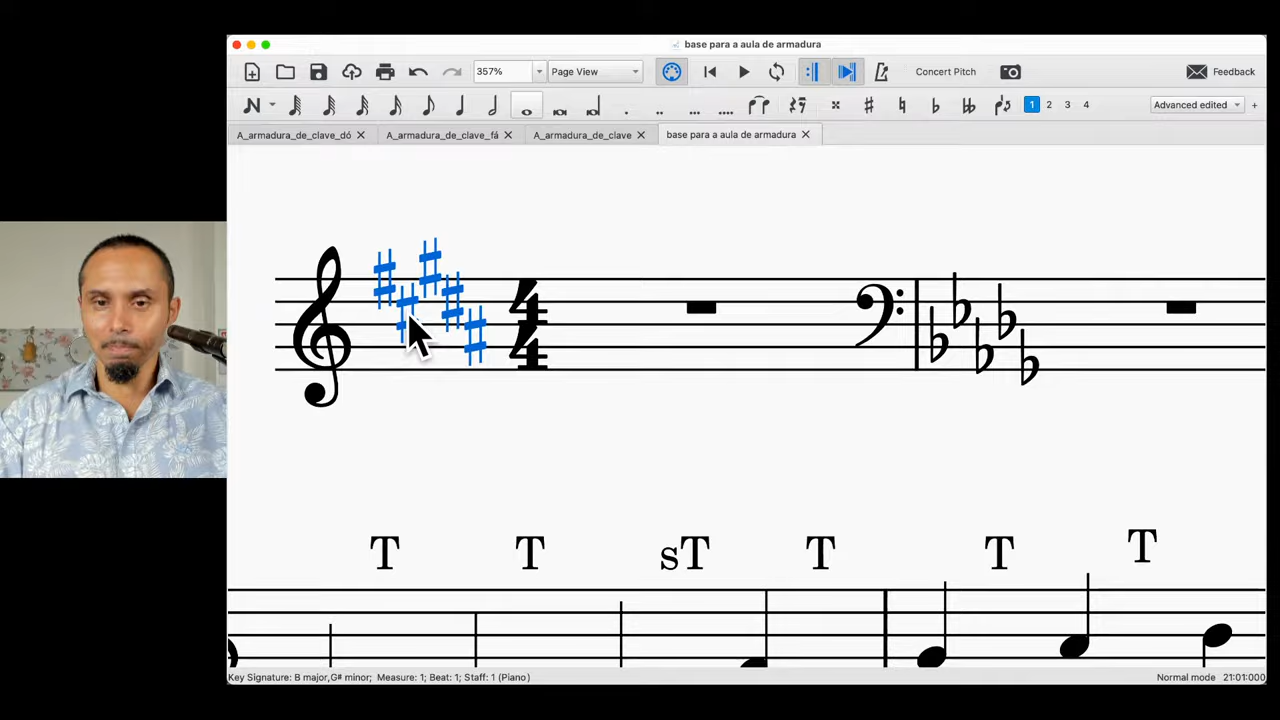 base para a aula de armadura
357% Page View Concert Pitch Feedback
1 2 3 4 Advanced edited +
A_armadura_de_clave_dó A_armadura_de_clave_fá A_armadura_de_clave base para a aula de armadura
4
4
T T sT T T T
Key Signature: B major,G# minor; Measure: 1; Beat: 1; Staff: 1 (Piano) Normal mode 21:01:000